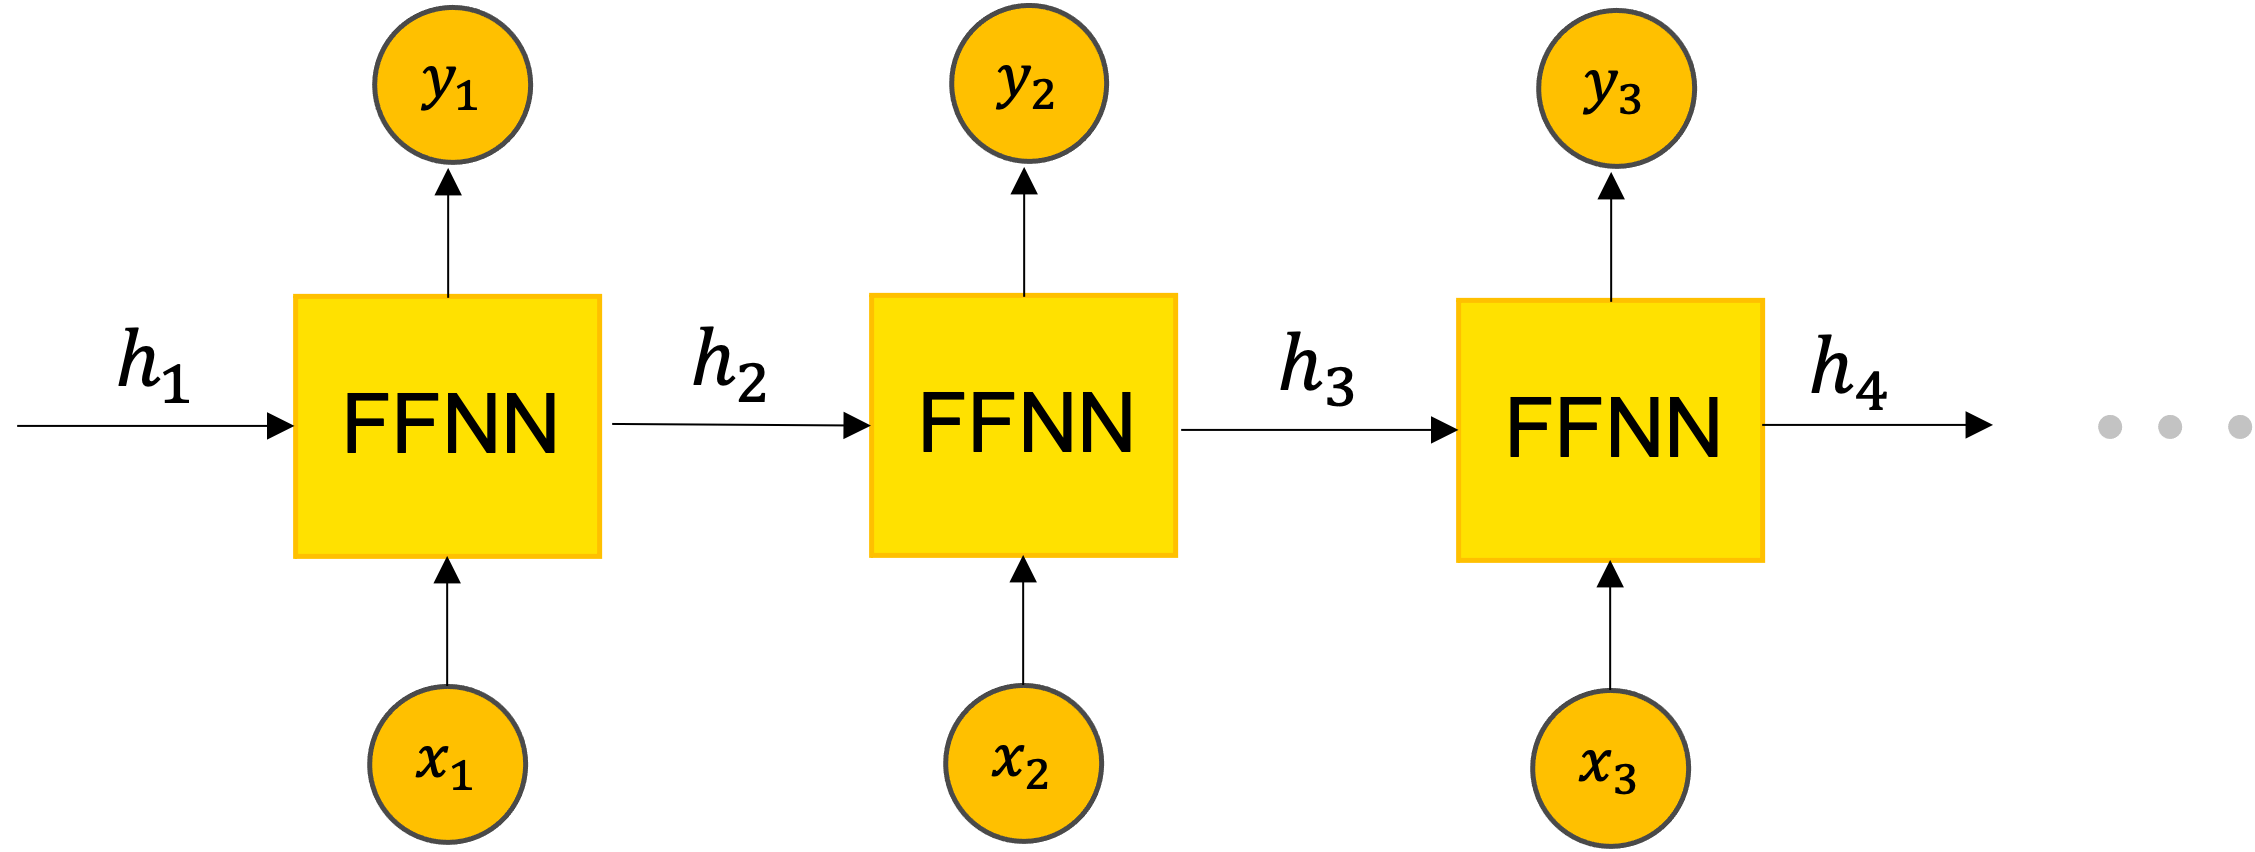 y₁ y₂ y₃
h₁ h₂ h₃ h₄
FFNN FFNN FFNN
x₁ x₂ x₃